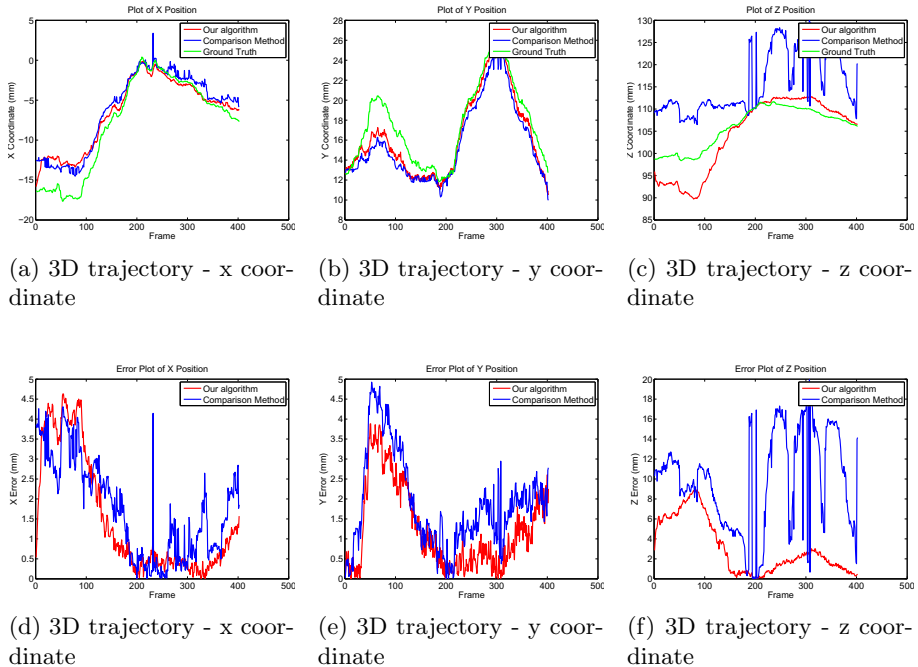 Plot of X Position
5
0
−5
−10
−15
−20
X Coordinate (mm)
Our algorithm
Comparison Method
Ground Truth
0 100 200 300 400 500
Frame
(a) 3D trajectory - x coor-
dinate
Plot of Y Position
28
26
24
22
20
18
16
14
12
10
8
Y Coordinate (mm)
Our algorithm
Comparison Method
Ground Truth
0 100 200 300 400 500
Frame
(b) 3D trajectory - y coor-
dinate
Plot of Z Position
130
125
120
115
110
105
100
95
90
85
Z Coordinate (mm)
Our algorithm
Comparison Method
Ground Truth
0 100 200 300 400 500
Frame
(c) 3D trajectory - z coor-
dinate
Error Plot of X Position
5
4.5
4
3.5
3
2.5
2
1.5
1
0.5
0
X Error (mm)
Our algorithm
Comparison Method
0 100 200 300 400 500
Frame
(d) 3D trajectory - x coor-
dinate
Error Plot of Y Position
5
4.5
4
3.5
3
2.5
2
1.5
1
0.5
0
Y Error (mm)
Our algorithm
Comparison Method
0 100 200 300 400 500
Frame
(e) 3D trajectory - y coor-
dinate
Error Plot of Z Position
20
18
16
14
12
10
8
6
4
2
0
Z Error (mm)
Our algorithm
Comparison Method
0 100 200 300 400 500
Frame
(f) 3D trajectory - z coor-
dinate